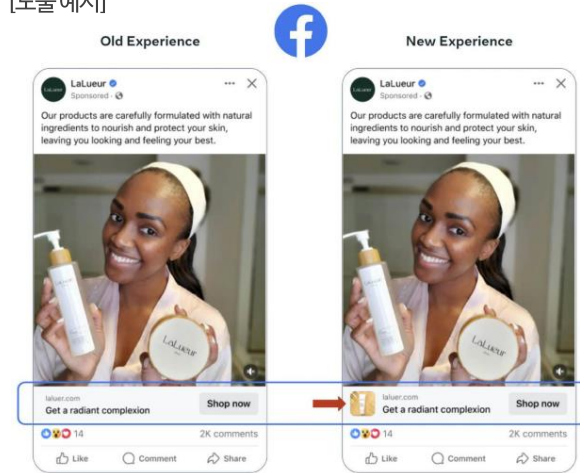 [노출 예시]
Old Experience
New Experience
LaLueur
Sponsored ·
Our products are carefully formulated with natural
ingredients to nourish and protect your skin,
leaving you looking and feeling your best.
LaLueur
laluer.com
Get a radiant complexion
Shop now
14
2K comments
Like
Comment
Share
LaLueur
Sponsored ·
Our products are carefully formulated with natural
ingredients to nourish and protect your skin,
leaving you looking and feeling your best.
LaLueur
laluer.com
Get a radiant complexion
Shop now
14
2K comments
Like
Comment
Share